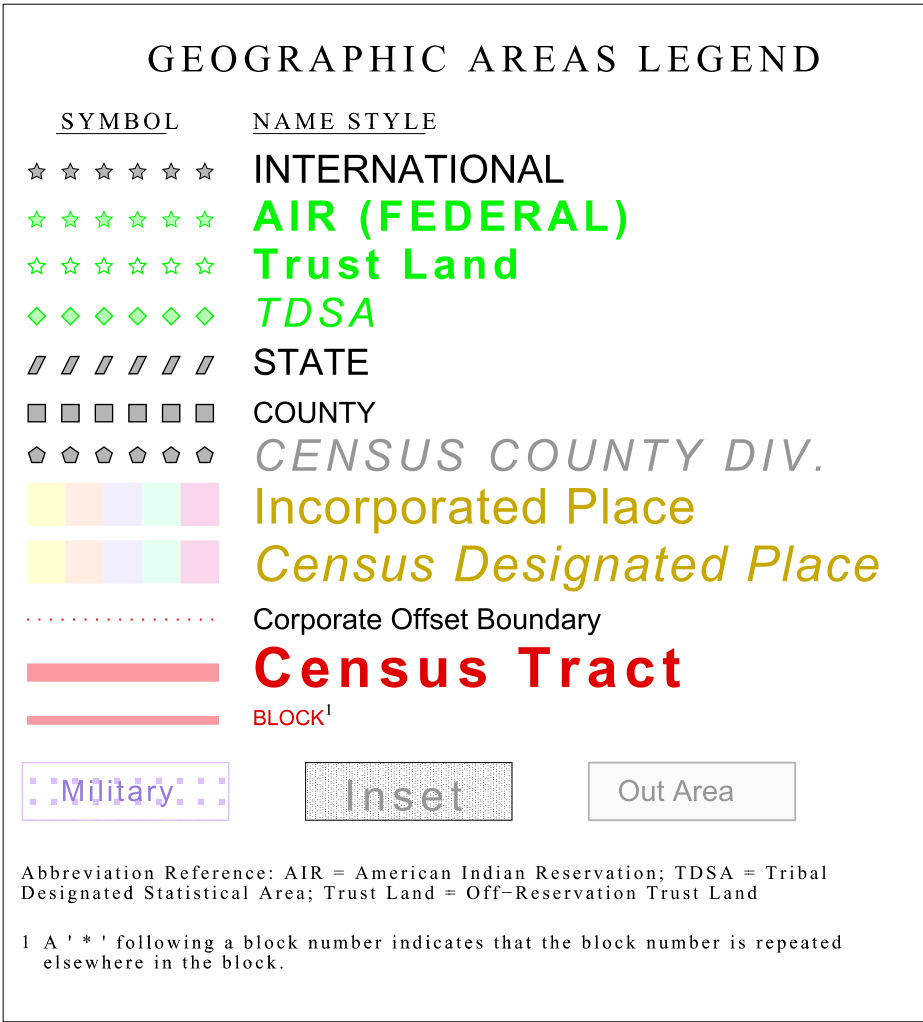 GEOGRAPHIC AREAS LEGEND
SYMBOL NAME STYLE
INTERNATIONAL
AIR (FEDERAL)
Trust Land
TDSA
STATE
COUNTY
CENSUS COUNTY DIV.
Incorporated Place
Census Designated Place
Corporate Offset Boundary
Census Tract
BLOCK1
Military Inset Out Area
Abbreviation Reference: AIR = American Indian Reservation; TDSA = Tribal
Designated Statistical Area; Trust Land = Off−Reservation Trust Land
1 A ' * ' following a block number indicates that the block number is repeated
elsewhere in the block.